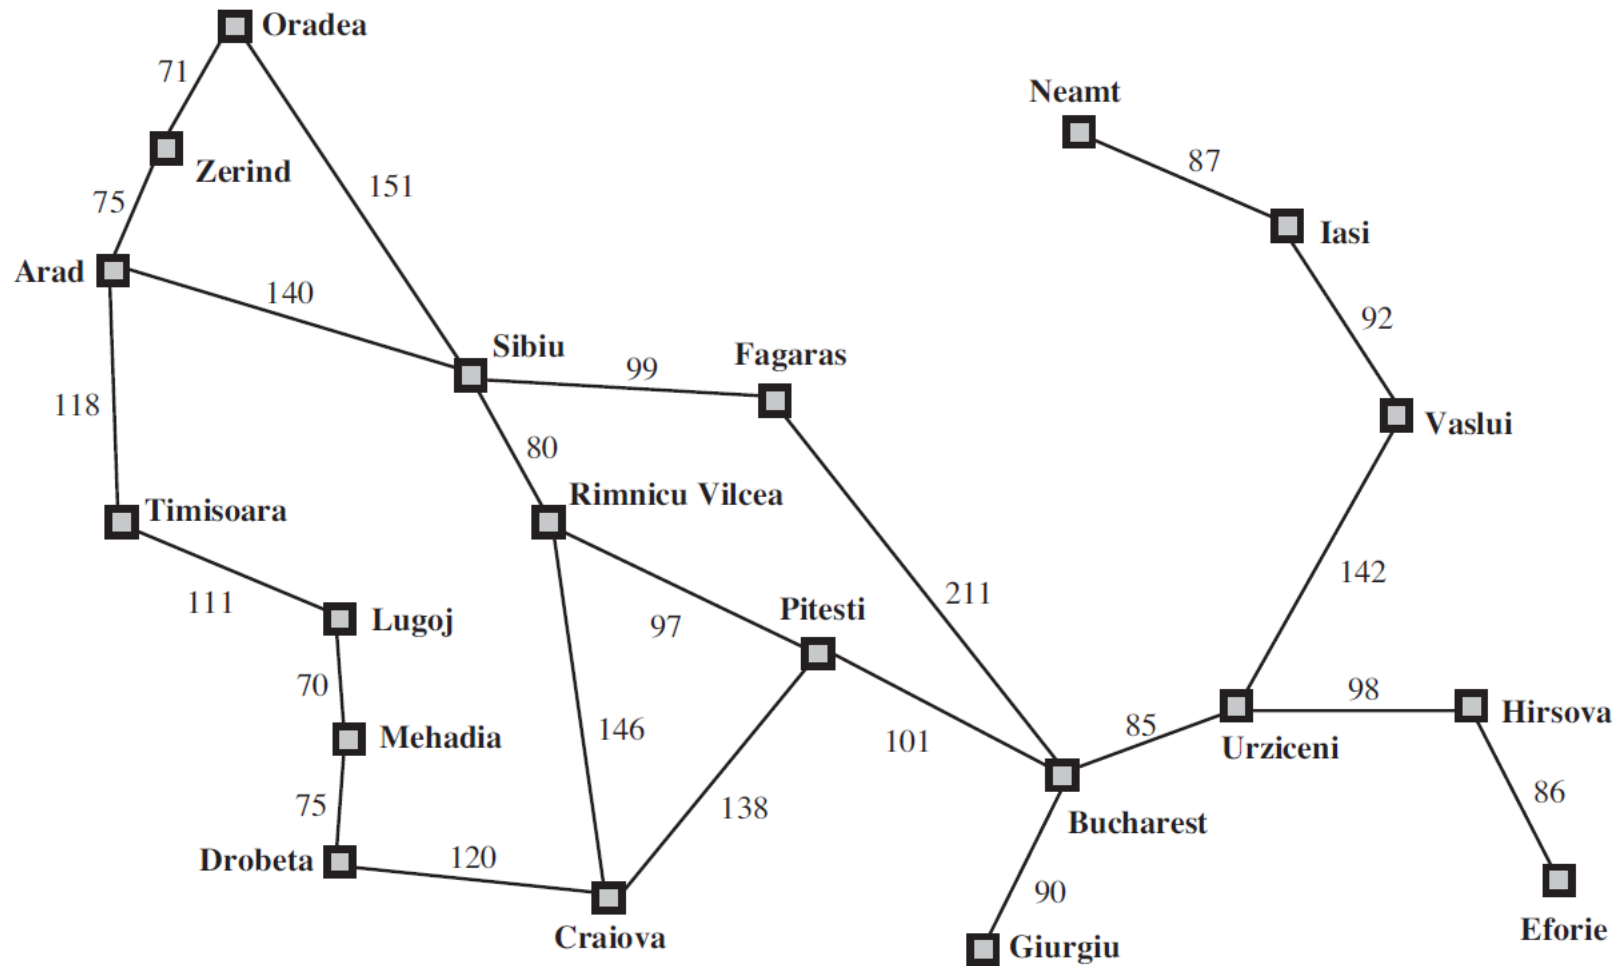 Oradea
71
Neamt
87
Zerind
151
75
Iasi
Arad
140
92
Sibiu
Fagaras
99
118
Vaslui
80
Rimnicu Vilcea
Timisoara
142
211
111
Pitesti
Lugoj
97
70
98
Hirsova
Mehadia
146
101
85
Urziceni
86
75
138
Bucharest
Drobeta
120
90
Eforie
Craiova
Giurgiu